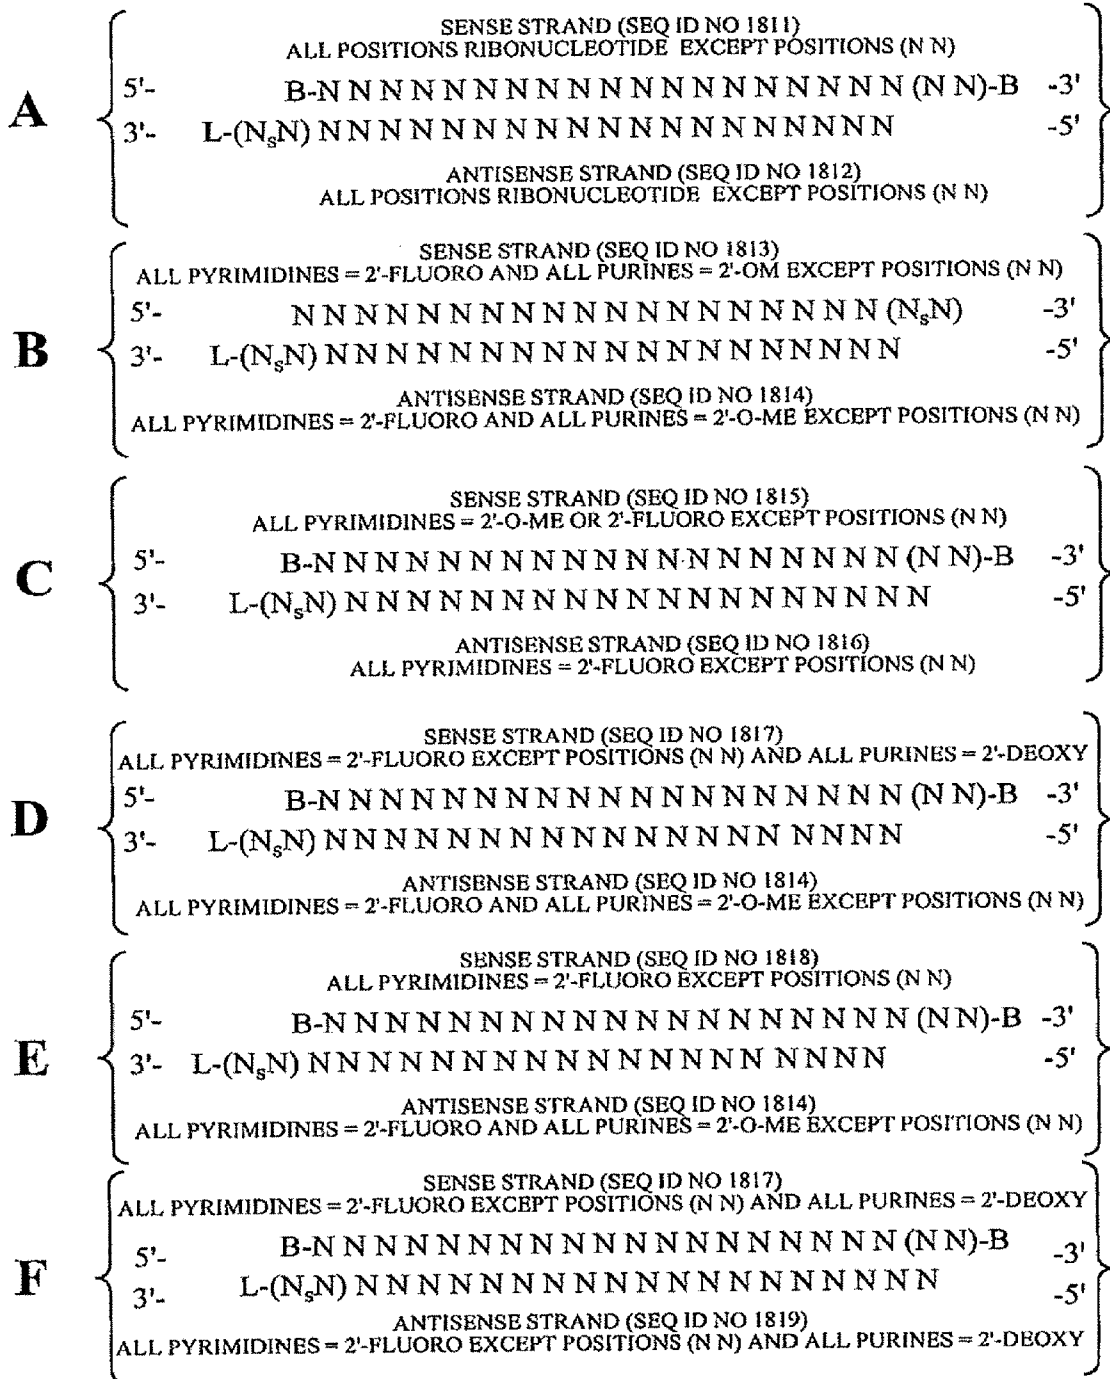 SENSE STRAND (SEQ ID NO 1811)
ALL POSITIONS RIBONUCLEOTIDE EXCEPT POSITIONS (N N)
A
5'- B-N N N N N N N N N N N N N N N N N N N (N N)-B -3'
3'- L-(NsN) N N N N N N N N N N N N N N N N N N N -5'
ANTISENSE STRAND (SEQ ID NO 1812)
ALL POSITIONS RIBONUCLEOTIDE EXCEPT POSITIONS (N N)
SENSE STRAND (SEQ ID NO 1813)
ALL PYRIMIDINES = 2'-FLUORO AND ALL PURINES = 2'-OM EXCEPT POSITIONS (N N)
B
5'- N N N N N N N N N N N N N N N N N N N (NsN) -3'
3'- L-(NsN) N N N N N N N N N N N N N N N N N N N -5'
ANTISENSE STRAND (SEQ ID NO 1814)
ALL PYRIMIDINES = 2'-FLUORO AND ALL PURINES = 2'-O-ME EXCEPT POSITIONS (N N)
SENSE STRAND (SEQ ID NO 1815)
ALL PYRIMIDINES = 2'-O-ME OR 2'-FLUORO EXCEPT POSITIONS (N N)
C
5'- B-N N N N N N N N N N N N N N N N N N N (N N)-B -3'
3'- L-(NsN) N N N N N N N N N N N N N N N N N N N -5'
ANTISENSE STRAND (SEQ ID NO 1816)
ALL PYRIMIDINES = 2'-FLUORO EXCEPT POSITIONS (N N)
SENSE STRAND (SEQ ID NO 1817)
ALL PYRIMIDINES = 2'-FLUORO EXCEPT POSITIONS (N N) AND ALL PURINES = 2'-DEOXY
D
5'- B-N N N N N N N N N N N N N N N N N N N (N N)-B -3'
3'- L-(NsN) N N N N N N N N N N N N N N N N N N N -5'
ANTISENSE STRAND (SEQ ID NO 1814)
ALL PYRIMIDINES = 2'-FLUORO AND ALL PURINES = 2'-O-ME EXCEPT POSITIONS (N N)
SENSE STRAND (SEQ ID NO 1818)
ALL PYRIMIDINES = 2'-FLUORO EXCEPT POSITIONS (N N)
E
5'- B-N N N N N N N N N N N N N N N N N N N (N N)-B -3'
3'- L-(NsN) N N N N N N N N N N N N N N N N N N N -5'
ANTISENSE STRAND (SEQ ID NO 1814)
ALL PYRIMIDINES = 2'-FLUORO AND ALL PURINES = 2'-O-ME EXCEPT POSITIONS (N N)
SENSE STRAND (SEQ ID NO 1817)
ALL PYRIMIDINES = 2'-FLUORO EXCEPT POSITIONS (N N) AND ALL PURINES = 2'-DEOXY
F
5'- B-N N N N N N N N N N N N N N N N N N N (N N)-B -3'
3'- L-(NsN) N N N N N N N N N N N N N N N N N N N -5'
ANTISENSE STRAND (SEQ ID NO 1819)
ALL PYRIMIDINES = 2'-FLUORO EXCEPT POSITIONS (N N) AND ALL PURINES = 2'-DEOXY